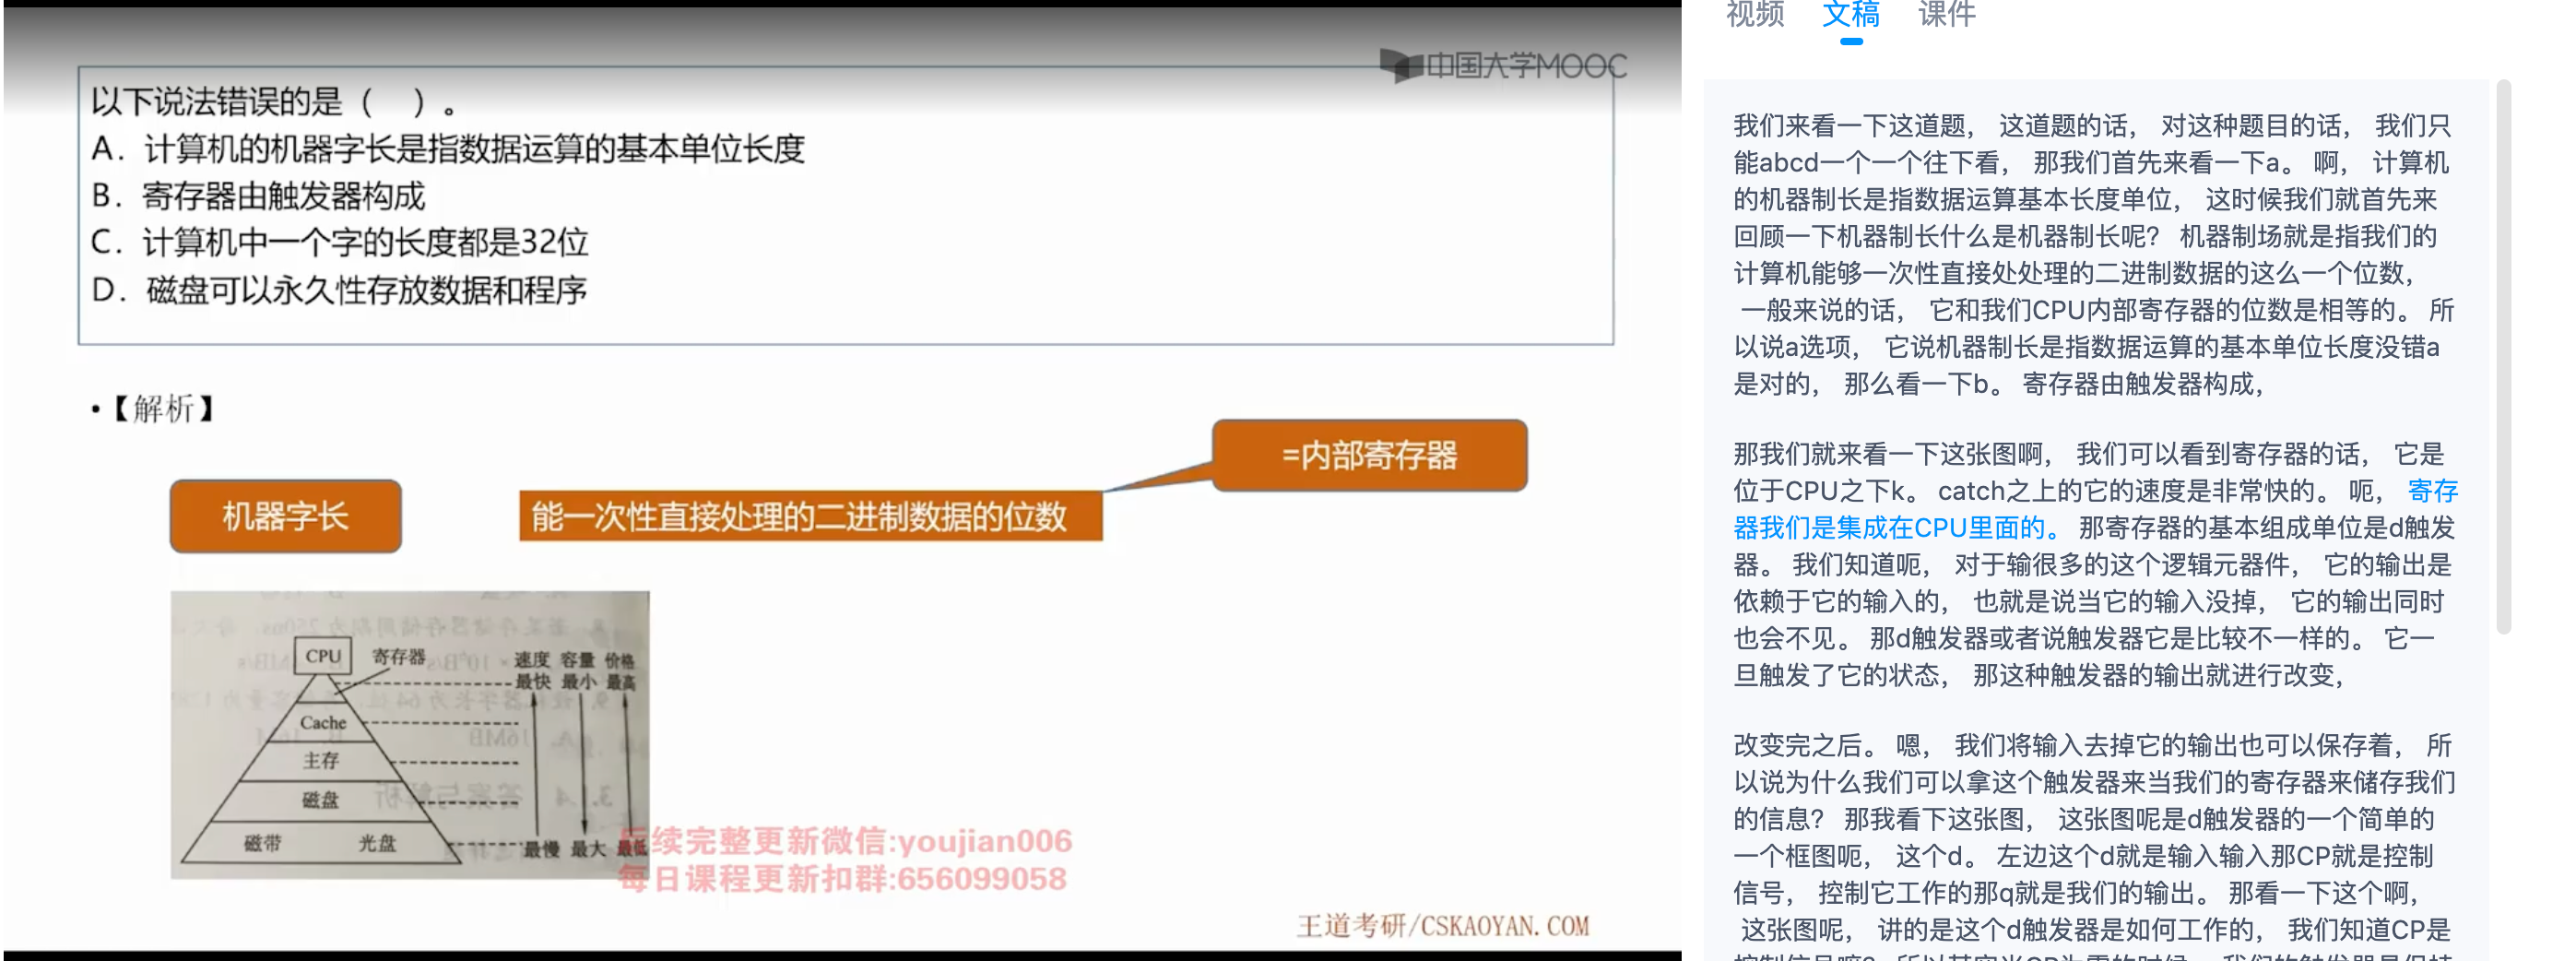 中国大学MOOC
以下说法错误的是（ ）。
A. 计算机的机器字长是指数据运算的基本单位长度
B. 寄存器由触发器构成
C. 计算机中一个字的长度都是32位
D. 磁盘可以永久性存放数据和程序
•【解析】
=内部寄存器
机器字长
能一次性直接处理的二进制数据的位数
CPU 寄存器 速度 容量 价格
最快 最小 最高
Cache
主存
磁盘
磁带 光盘 最慢 最大 最低
后续完整更新微信:youjian006
每日课程更新扣群:656099058
王道考研/CSKAOYAN.COM
视频 文稿 课件
我们来看一下这道题， 这道题的话， 对这种题目的话， 我们只
能abcd一个一个往下看， 那我们首先来看一下a。 啊， 计算机
的机器制长是指数据运算基本长度单位， 这时候我们就首先来
回顾一下机器制长什么是机器制长呢？ 机器制场就是指我们的
计算机能够一次性直接处处理的二进制数据的这么一个位数，
一般来说的话， 它和我们CPU内部寄存器的位数是相等的。 所
以说a选项， 它说机器制长是指数据运算的基本单位长度没错a
是对的， 那么看一下b。 寄存器由触发器构成，
那我们就来看一下这张图啊， 我们可以看到寄存器的话， 它是
位于CPU之下k。 catch之上的它的速度是非常快的。 呃， 寄存
器我们是集成在CPU里面的。 那寄存器的基本组成单位是d触发
器。 我们知道呃， 对于输很多的这个逻辑元器件， 它的输出是
依赖于它的输入的， 也就是说当它的输入没掉， 它的输出同时
也会不见。 那d触发器或者说触发器它是比较不一样的。 它一
旦触发了它的状态， 那这种触发器的输出就进行改变，
改变完之后。 嗯， 我们将输入去掉它的输出也可以保存着， 所
以说为什么我们可以拿这个触发器来当我们的寄存器来储存我们
的信息？ 那我看下这张图， 这张图呢是d触发器的一个简单的
一个框图呃， 这个d。 左边这个d就是输入输入那CP就是控制
信号， 控制它工作的那q就是我们的输出。 那看一下这个啊，
这张图呢， 讲的是这个d触发器是如何工作的， 我们知道CP是